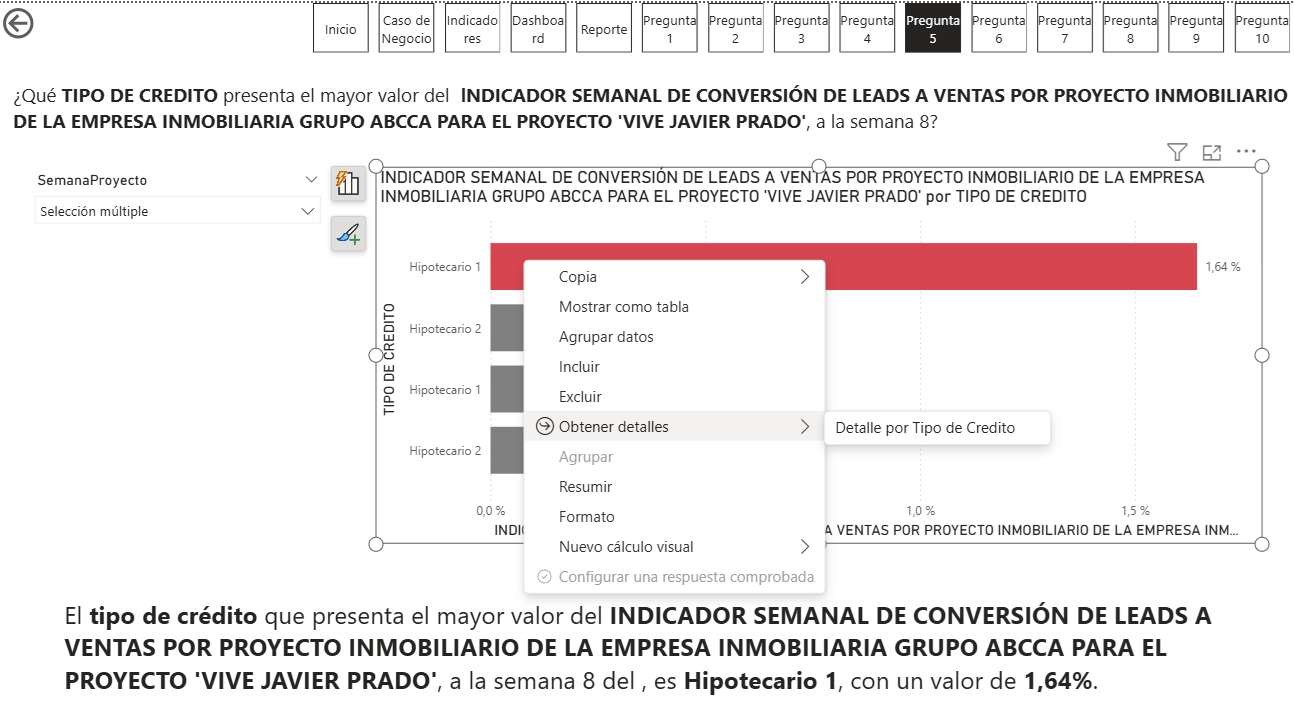 Inicio
Caso de
Negocio
Indicado
res
Dashboa
rd
Reporte
Pregunta
1
Pregunta
2
Pregunta
3
Pregunta
4
Pregunta
5
Pregunta
6
Pregunta
7
Pregunta
8
Pregunta
9
Pregunta
10
¿Qué TIPO DE CREDITO presenta el mayor valor del INDICADOR SEMANAL DE CONVERSIÓN DE LEADS A VENTAS POR PROYECTO INMOBILIARIO
DE LA EMPRESA INMOBILIARIA GRUPO ABCCA PARA EL PROYECTO 'VIVE JAVIER PRADO', a la semana 8?
SemanaProyecto
Selección múltiple
INDICADOR SEMANAL DE CONVERSIÓN DE LEADS A VENTAS POR PROYECTO INMOBILIARIO DE LA EMPRESA
INMOBILIARIA GRUPO ABCCA PARA EL PROYECTO 'VIVE JAVIER PRADO' por TIPO DE CREDITO
TIPO DE CREDITO
Hipotecario 1
1,64 %
Hipotecario 2
Hipotecario 1
Hipotecario 2
Copia
Mostrar como tabla
Agrupar datos
Incluir
Excluir
Obtener detalles
Detalle por Tipo de Credito
Agrupar
Resumir
Formato
Nuevo cálculo visual
Configurar una respuesta comprobada
0,0 %
1,0 %
1,5 %
INDI
A VENTAS POR PROYECTO INMOBILIARIO DE LA EMPRESA INM...
El tipo de crédito que presenta el mayor valor del INDICADOR SEMANAL DE CONVERSIÓN DE LEADS A
VENTAS POR PROYECTO INMOBILIARIO DE LA EMPRESA INMOBILIARIA GRUPO ABCCA PARA EL
PROYECTO 'VIVE JAVIER PRADO', a la semana 8 del , es Hipotecario 1, con un valor de 1,64%.